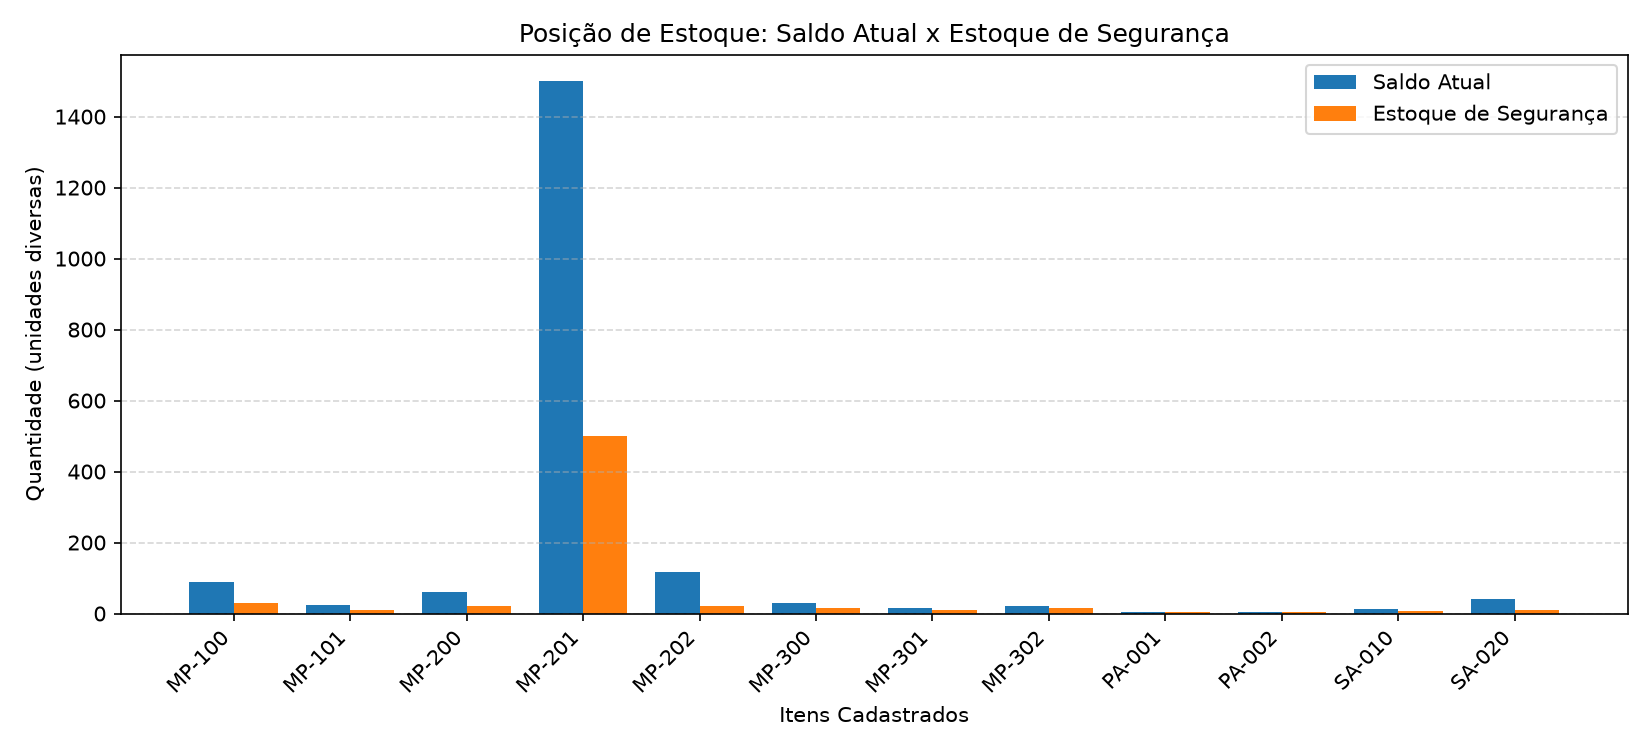 Posição de Estoque: Saldo Atual x Estoque de Segurança
Saldo Atual
Estoque de Segurança
Quantidade (unidades diversas)
1400
1200
1000
800
600
400
200
0
MP-100
MP-101
MP-200
MP-201
MP-202
MP-300
MP-301
MP-302
PA-001
PA-002
SA-010
SA-020
Itens Cadastrados